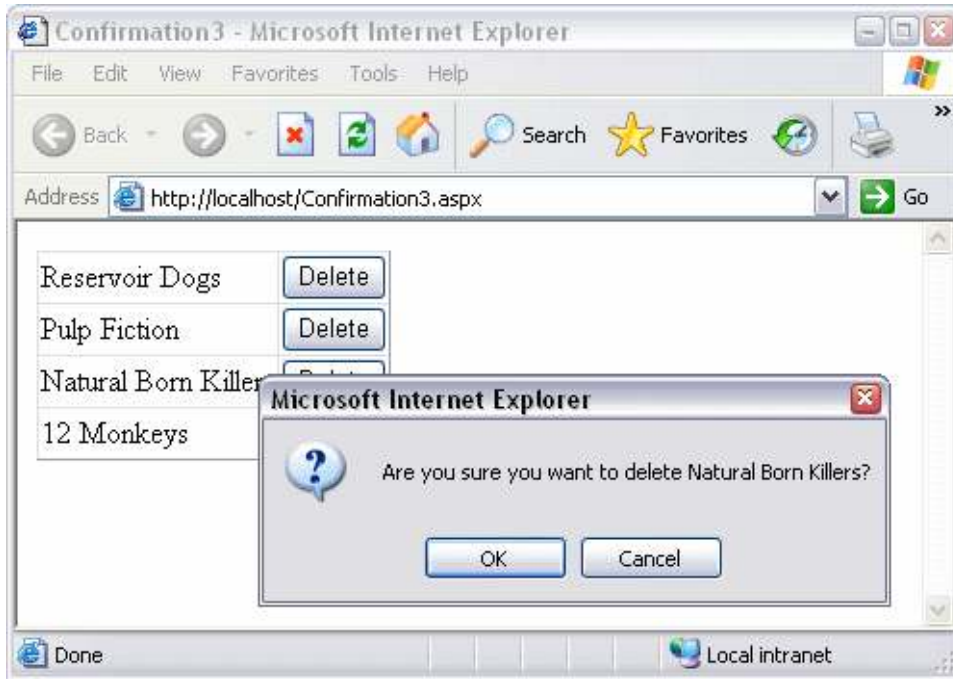 Confirmation3 - Microsoft Internet Explorer
File Edit View Favorites Tools Help
Back Search Favorites »
Address http://localhost/Confirmation3.aspx Go
Reservoir Dogs Delete
Pulp Fiction Delete
Natural Born Killer
12 Monkeys
Microsoft Internet Explorer
Are you sure you want to delete Natural Born Killers?
OK Cancel
Done Local intranet